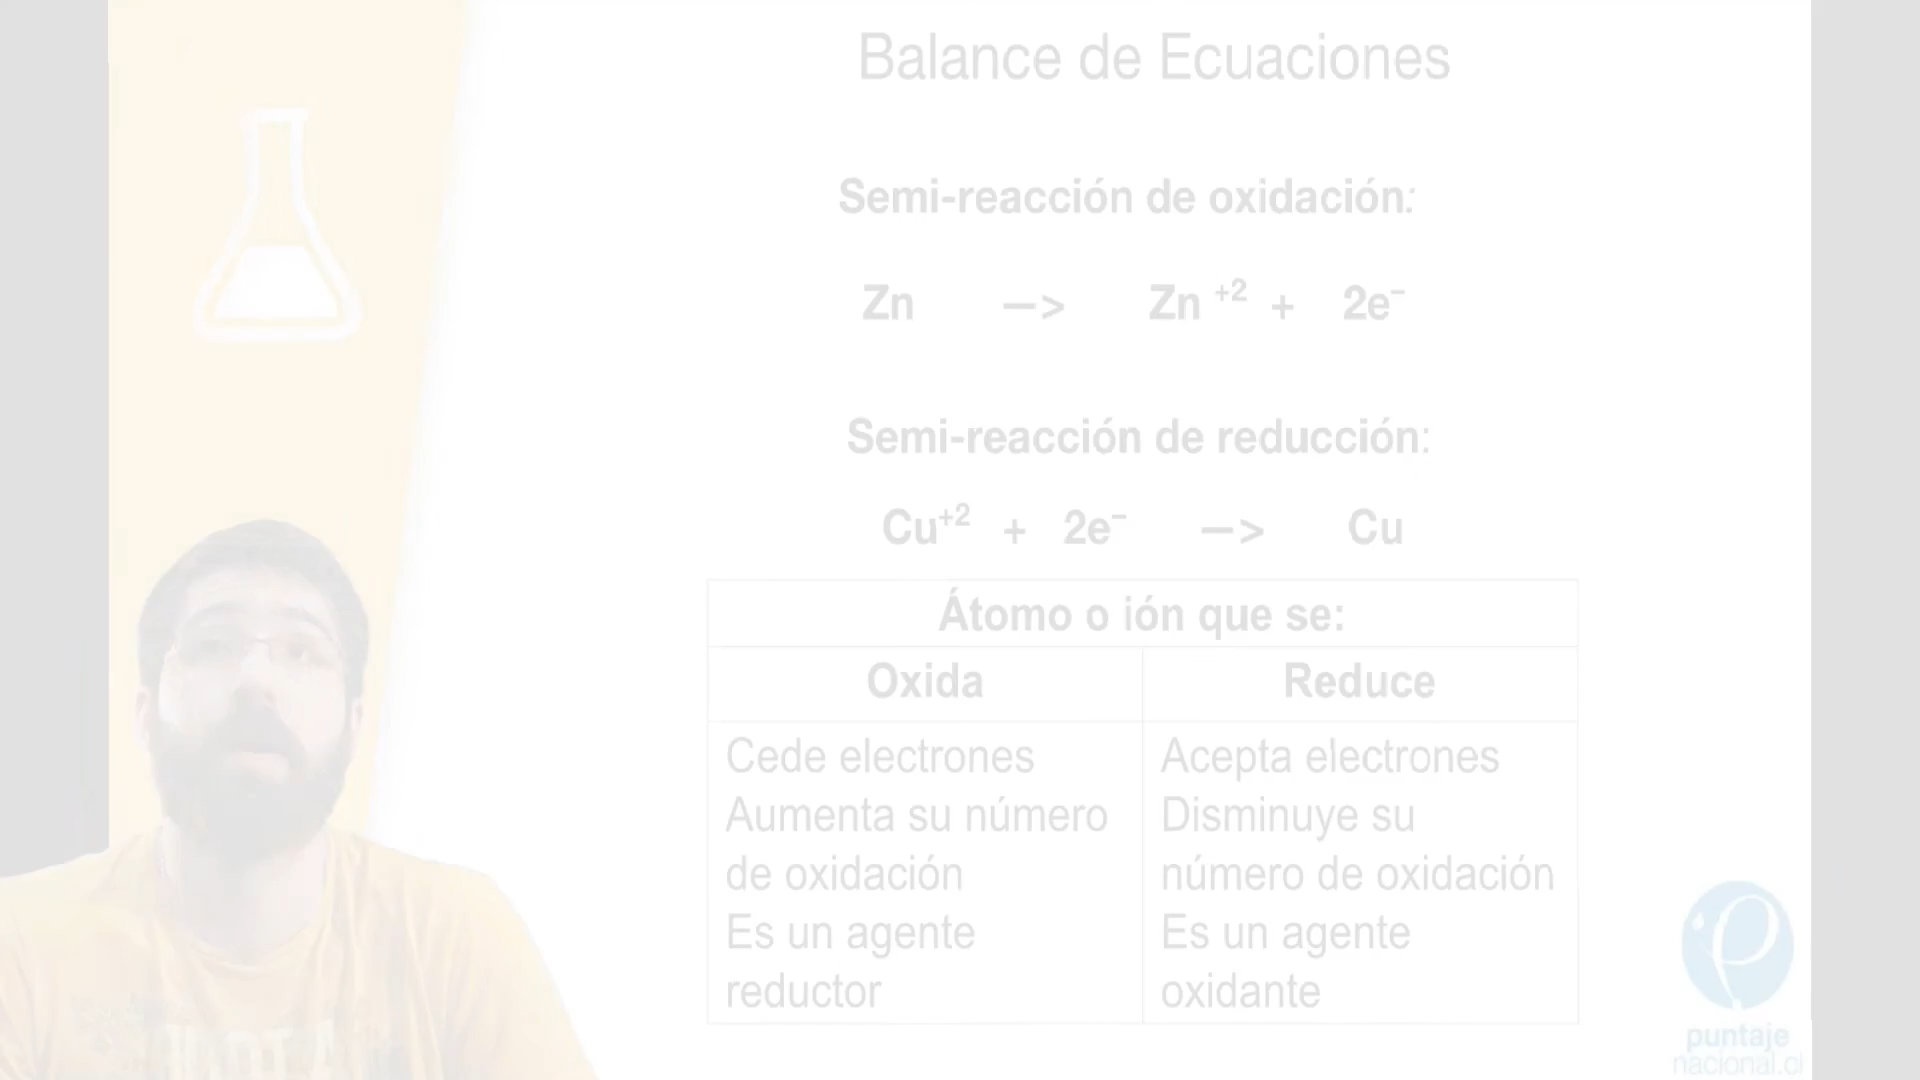 Balance de Ecuaciones
Semi-reacción de oxidación:
Zn —> Zn +2 + 2e–
Semi-reacción de reducción:
Cu+2 + 2e– —> Cu
Átomo o ión que se:
Oxida
Reduce
Cede electrones
Aumenta su número
de oxidación
Es un agente
reductor
Acepta electrones
Disminuye su
número de oxidación
Es un agente
oxidante
puntaje
nacional.cl